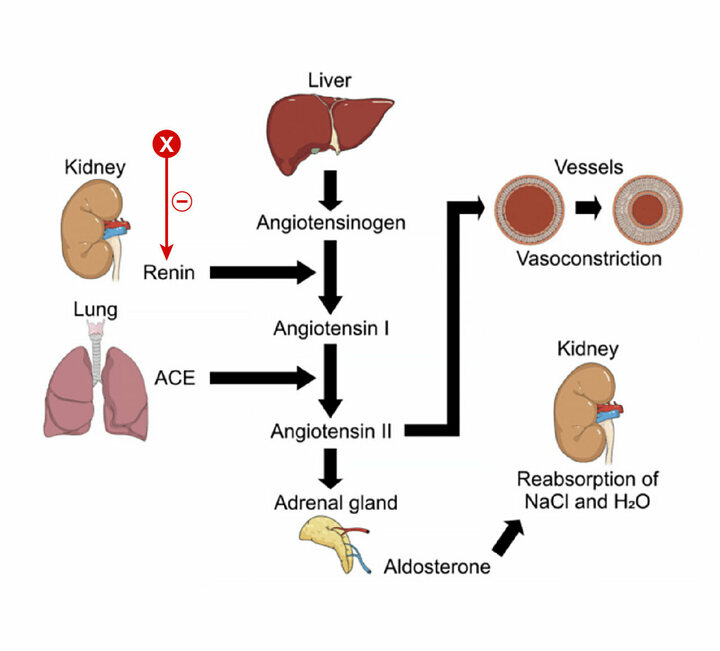 Liver
X
Kidney
−
Angiotensinogen
Renin
Vessels
Vasoconstriction
Lung
Angiotensin I
ACE
Kidney
Angiotensin II
Reabsorption of
NaCl and H₂O
Adrenal gland
Aldosterone